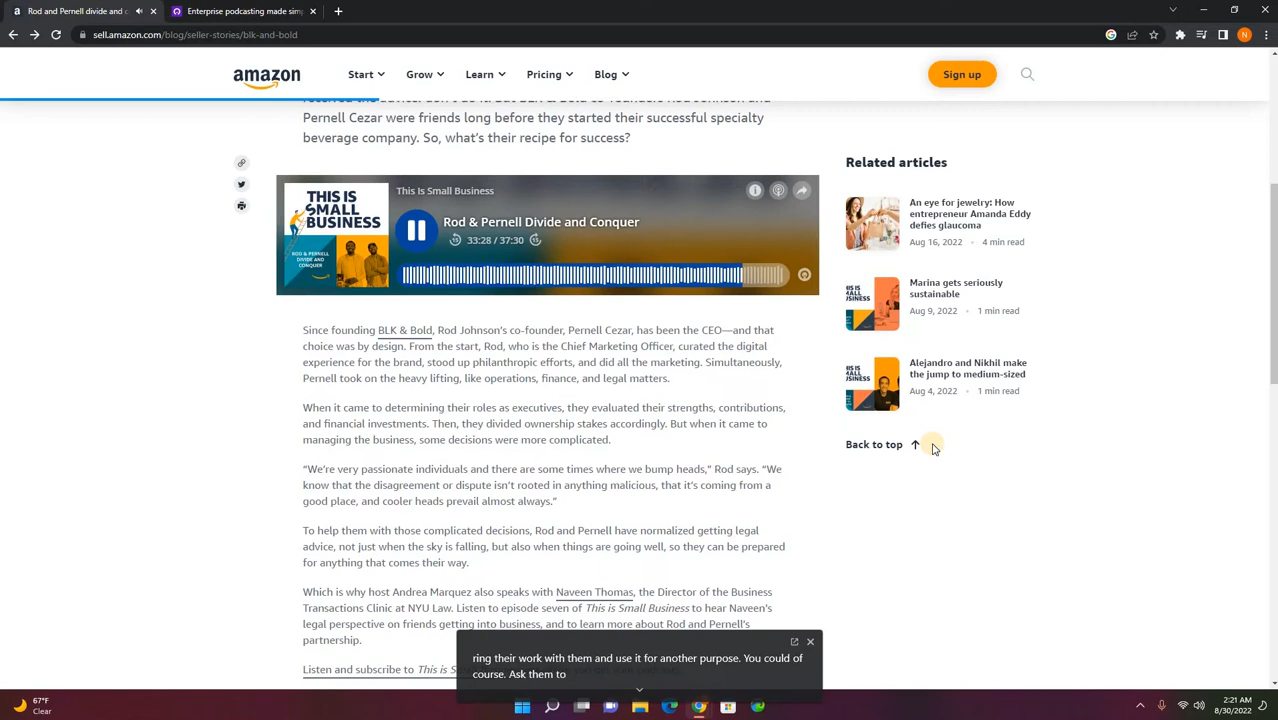 Rod and Pernell divide and con
Enterprise podcasting made sim
sell.amazon.com/blog/seller-stories/blk-and-bold
N
amazon
Start
Grow
Learn
Pricing
Blog
Sign up
Pernell Cezar were friends long before they started their successful specialty
beverage company. So, what's their recipe for success?
THIS IS
SMALL
BUSINESS
ROD & PERNELL
DIVIDE AND
CONQUER
This Is Small Business
Rod & Pernell Divide and Conquer
33:28 / 37:30
Since founding BLK & Bold, Rod Johnson's co-founder, Pernell Cezar, has been the CEO—and that
choice was by design. From the start, Rod, who is the Chief Marketing Officer, curated the digital
experience for the brand, stood up philanthropic efforts, and did all the marketing. Simultaneously,
Pernell took on the heavy lifting, like operations, finance, and legal matters.
When it came to determining their roles as executives, they evaluated their strengths, contributions,
and financial investments. Then, they divided ownership stakes accordingly. But when it came to
managing the business, some decisions were more complicated.
“We're very passionate individuals and there are some times where we bump heads,” Rod says. “We
know that the disagreement or dispute isn't rooted in anything malicious, that it's coming from a
good place, and cooler heads prevail almost always.”
To help them with those complicated decisions, Rod and Pernell have normalized getting legal
advice, not just when the sky is falling, but also when things are going well, so they can be prepared
for anything that comes their way.
Which is why host Andrea Marquez also speaks with Naveen Thomas, the Director of the Business
Transactions Clinic at NYU Law. Listen to episode seven of This is Small Business to hear Naveen's
legal perspective on friends getting into business, and to learn more about Rod and Pernell's
partnership.
Listen and subscribe to This is S
Related articles
An eye for jewelry: How
entrepreneur Amanda Eddy
defies glaucoma
Aug 16, 2022 • 4 min read
Marina gets seriously
sustainable
Aug 9, 2022 • 1 min read
Alejandro and Nikhil make
the jump to medium-sized
Aug 4, 2022 • 1 min read
Back to top
ring their work with them and use it for another purpose. You could of
course. Ask them to
67°F
Clear
2:21 AM
8/30/2022